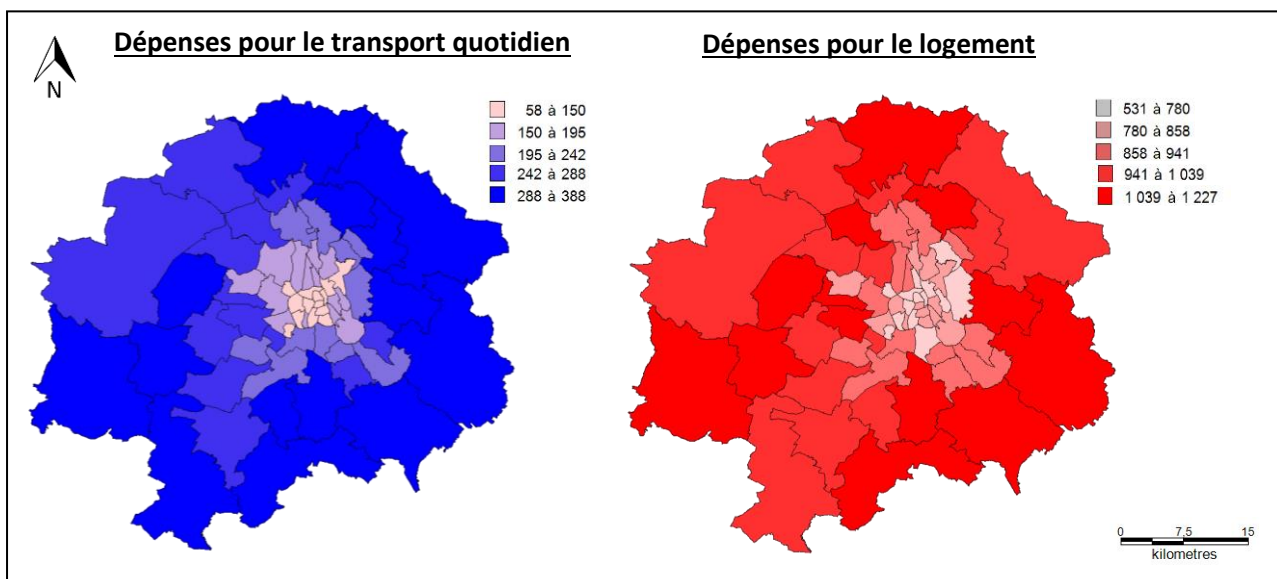 Dépenses pour le transport quotidien
N
58 à 150
150 à 195
195 à 242
242 à 288
288 à 388
Dépenses pour le logement
531 à 780
780 à 858
858 à 941
941 à 1 039
1 039 à 1 227
0 7,5 15
kilometres